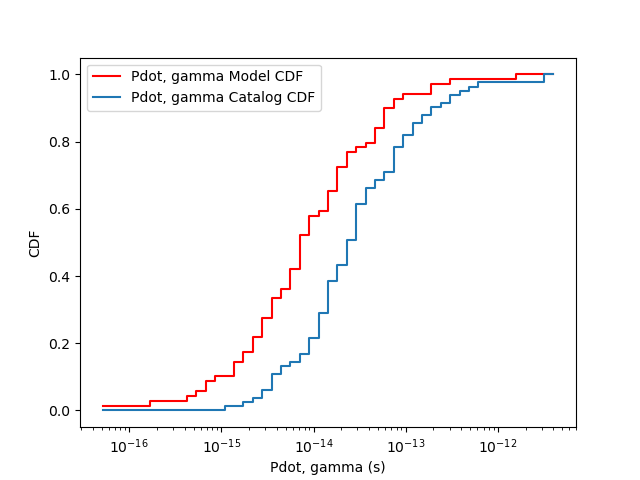 Pdot, gamma Model CDF
Pdot, gamma Catalog CDF
1.0
0.8
0.6
0.4
0.2
0.0
CDF
10⁻¹⁶ 10⁻¹⁵ 10⁻¹⁴ 10⁻¹³ 10⁻¹²
Pdot, gamma (s)